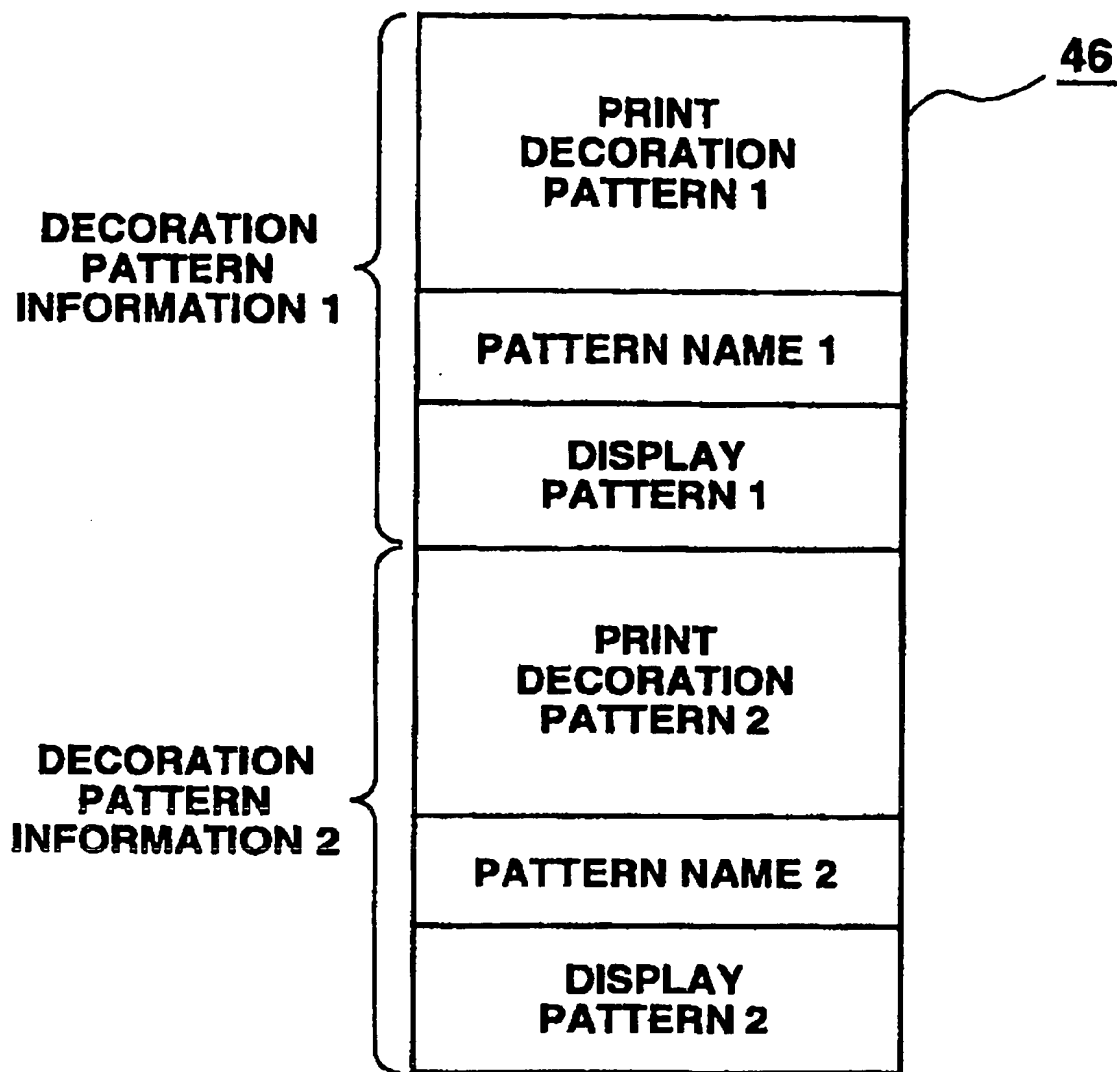 46
DECORATION
PATTERN
INFORMATION 1
PRINT
DECORATION
PATTERN 1
PATTERN NAME 1
DISPLAY
PATTERN 1
DECORATION
PATTERN
INFORMATION 2
PRINT
DECORATION
PATTERN 2
PATTERN NAME 2
DISPLAY
PATTERN 2